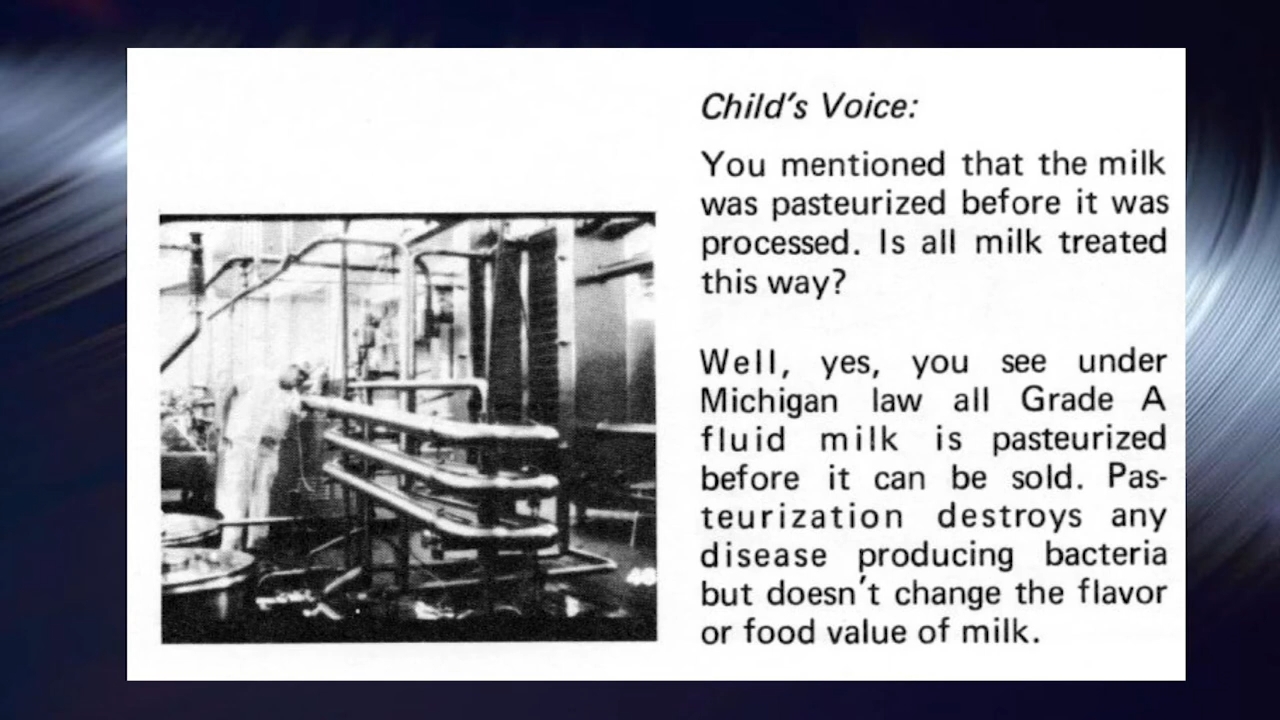 Child's Voice:
You mentioned that the milk
was pasteurized before it was
processed. Is all milk treated
this way?
Well, yes, you see under
Michigan law all Grade A
fluid milk is pasteurized
before it can be sold. Pas-
teurization destroys any
disease producing bacteria
but doesn't change the flavor
or food value of milk.